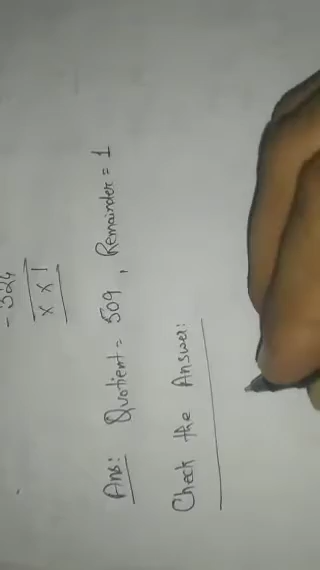 - 324
x x 1
Ans: Quotient = 509, Remainder = 1
Check the Answer: